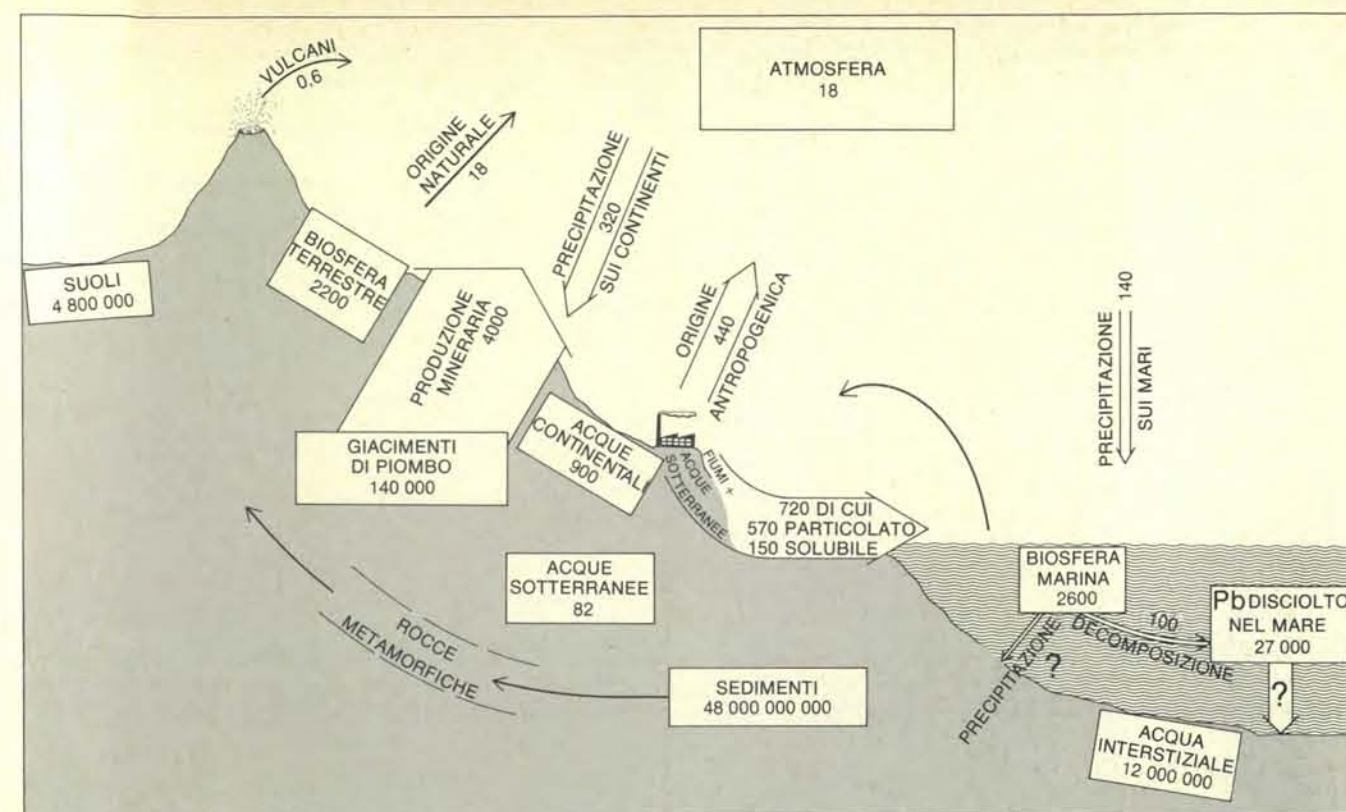 VULCANI
0,6
ATMOSFERA
18
ORIGINE
NATURALE
18
PRECIPITAZIONE
320
SUI CONTINENTI
SUOLI
4 800 000
BIOSFERA
TERRESTRE
2200
PRODUZIONE
MINERARIA
4000
ORIGINE
440
ANTROPOGENICA
PRECIPITAZIONE
140
SUI MARI
GIACIMENTI
DI PIOMBO
140 000
ACQUE
CONTINENTALI
900
FIUMI +
ACQUE
SOTTERRANEE
720 DI CUI
570 PARTICOLATO
150 SOLUBILE
ACQUE
SOTTERRANEE
82
ROCCE
METAMORFICHE
SEDIMENTI
48 000 000 000
BIOSFERA
MARINA
2600
PRECIPITAZIONE
?
100
DECOMPOSIZIONE
Pb DISCIOLTO
NEL MARE
27 000
?
ACQUA
INTERSTIZIALE
12 000 000